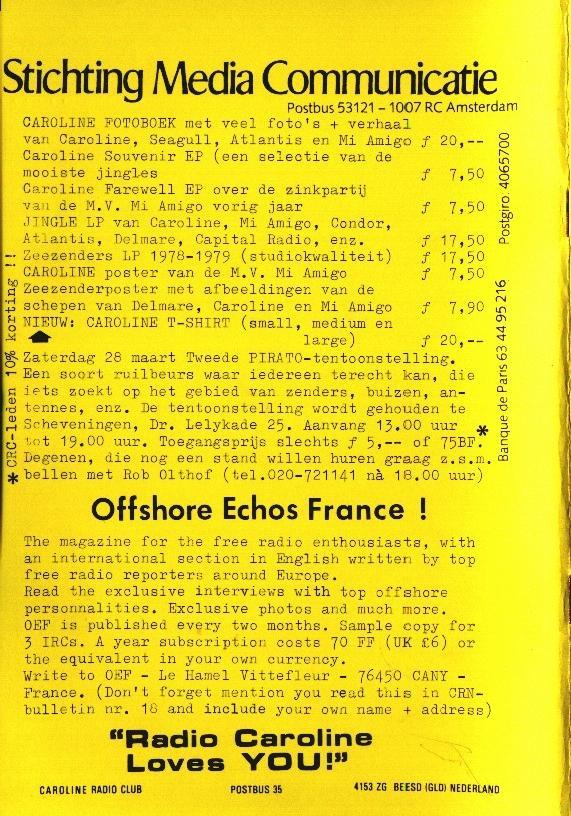 Stichting Media Communicatie
Postbus 53121 - 1007 RC Amsterdam
CAROLINE FOTOBOEK met veel foto's + verhaal
van Caroline, Seagull, Atlantis en Mi Amigo ƒ 20,--
Caroline Souvenir EP (een selectie van de
mooiste jingles ƒ 7,50
Caroline Farewell EP over de zinkpartij
van de M.V. Mi Amigo vorig jaar ƒ 7,50
JINGLE LP van Caroline, Mi Amigo, Condor,
Atlantis, Delmare, Capital Radio, enz. ƒ 17,50
Zeezenders LP 1978-1979 (studiokwaliteit) ƒ 17,50
CAROLINE poster van de M.V. Mi Amigo ƒ 7,50
Zeezenderposter met afbeeldingen van de
schepen van Delmare, Caroline en Mi Amigo ƒ 7,90
NIEUW: CAROLINE T-SHIRT (small, medium en
large) ƒ 20,--
Zaterdag 28 maart Tweede PIRATO-tentoonstelling.
Een soort ruilbeurs waar iedereen terecht kan, die
iets zoekt op het gebied van zenders, buizen, an-
tennes, enz. De tentoonstelling wordt gehouden te
Scheveningen, Dr. Lelykade 25. Aanvang 13.00 uur
tot 19.00 uur. Toegangsprijs slechts ƒ 5,-- of 75BF.
Degenen, die nog een stand willen huren graag z.s.m.
bellen met Rob Olthof (tel.020-721141 nà 18.00 uur)
* CRC-leden 10% korting !! *
Postgiro. 4065700
Banque de Paris 63 44 95 216
Offshore Echos France !
The magazine for the free radio enthousiasts, with
an international section in English written by top
free radio reporters around Europe.
Read the exclusive interviews with top offshore
personnalities. Exclusive photos and much more.
OEF is published every two months. Sample copy for
3 IRCs. A year subscription costs 70 FF (UK £6) or
the equivalent in your own currency.
Write to OEF - Le Hamel Vittefleur - 76450 CANY -
France. (Don't forget mention you read this in CRN-
bulletin nr. 18 and include your own name + address)
"Radio Caroline
Loves YOU!"
CAROLINE RADIO CLUB POSTBUS 35 4153 ZG BEESD (GLD) NEDERLAND